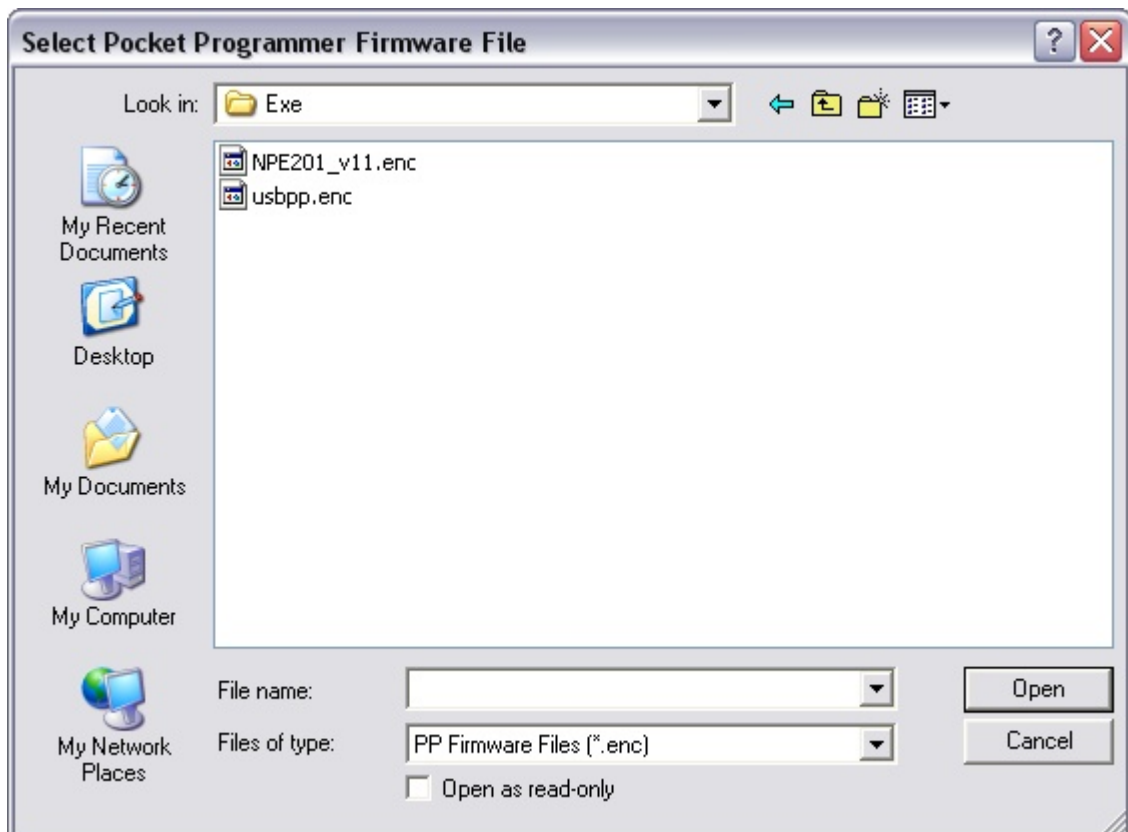 Select Pocket Programmer Firmware File
Look in: Exe
NPE201_v11.enc
usbpp.enc
My Recent
Documents
Desktop
My Documents
My Computer
My Network
Places
File name:
Open
Files of type: PP Firmware Files (*.enc)
Cancel
Open as read-only